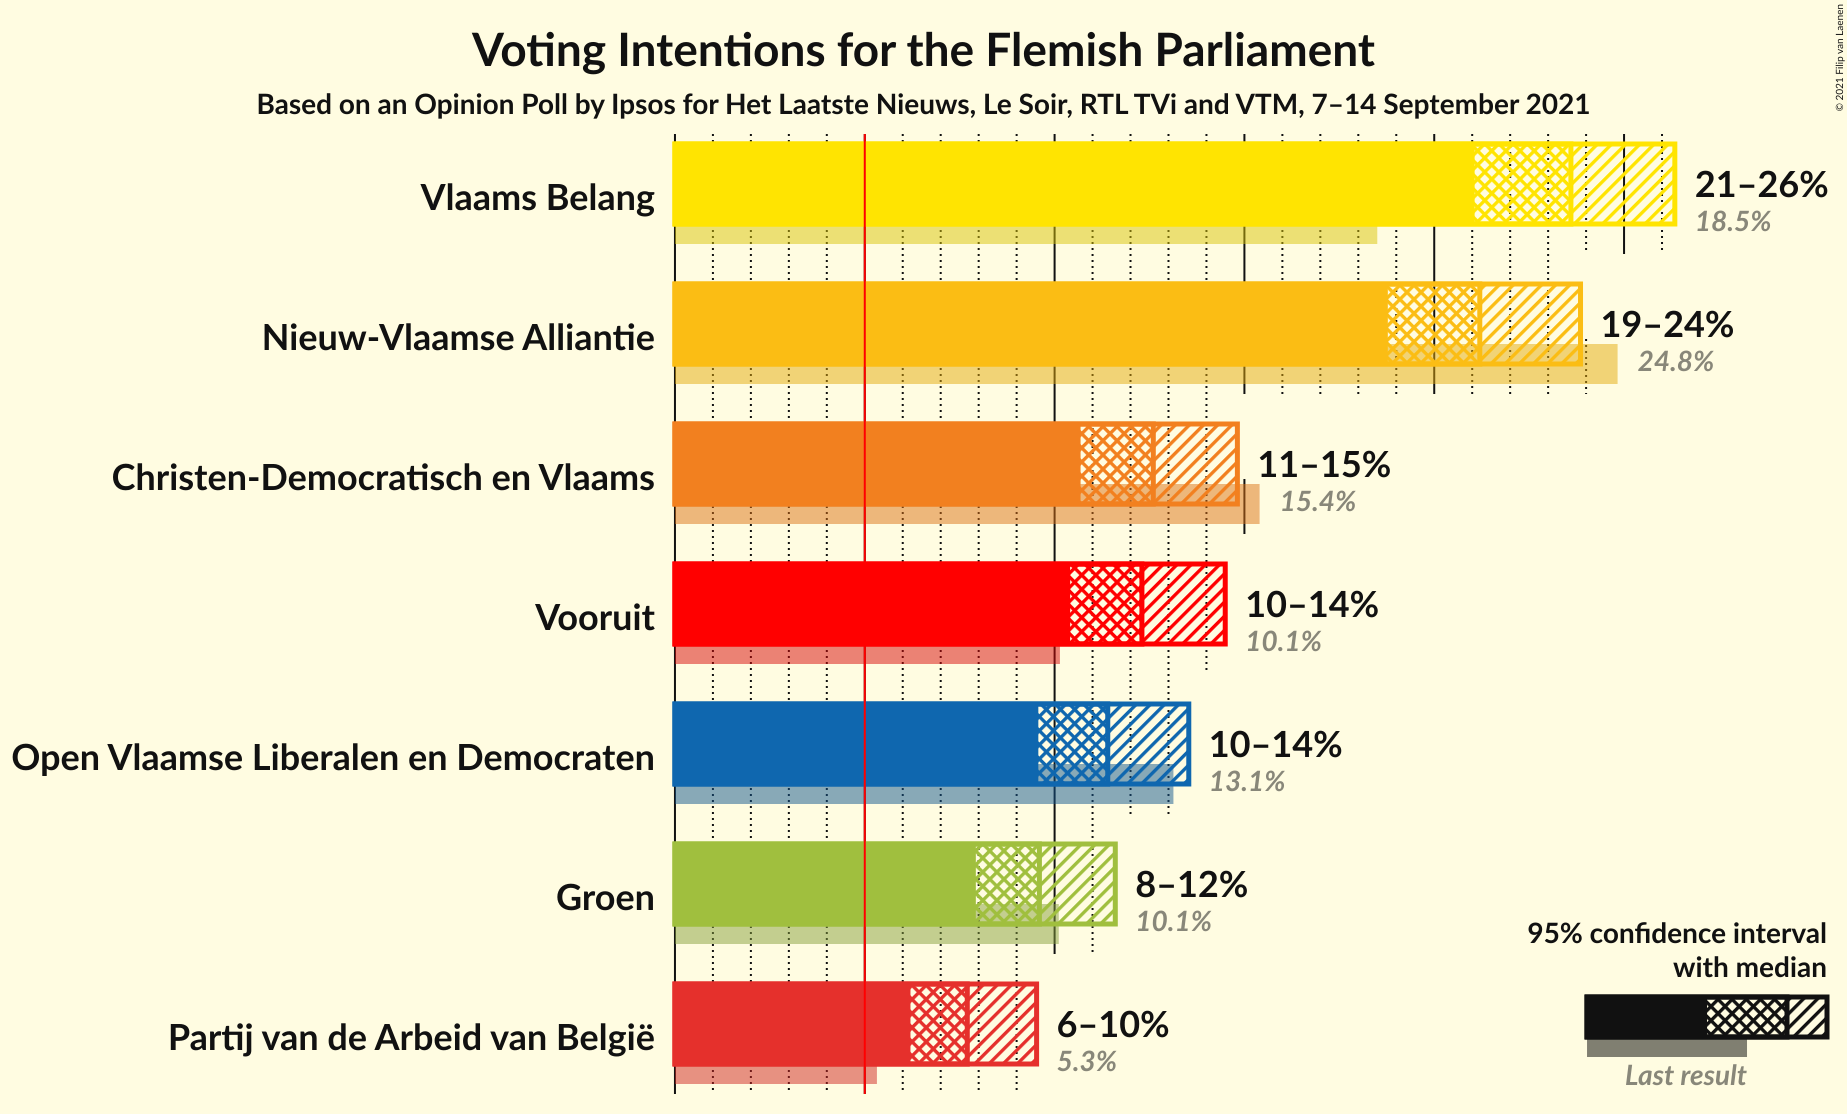 Voting Intentions for the Flemish Parliament
Based on an Opinion Poll by Ipsos for Het Laatste Nieuws, Le Soir, RTL TVi and VTM, 7–14 September 2021
© 2021 Filip van Laenen
Vlaams Belang
21–26%
18.5%
Nieuw-Vlaamse Alliantie
19–24%
24.8%
Christen-Democratisch en Vlaams
11–15%
15.4%
Vooruit
10–14%
10.1%
Open Vlaamse Liberalen en Democraten
10–14%
13.1%
Groen
8–12%
10.1%
Partij van de Arbeid van België
6–10%
5.3%
95% confidence interval
with median
Last result